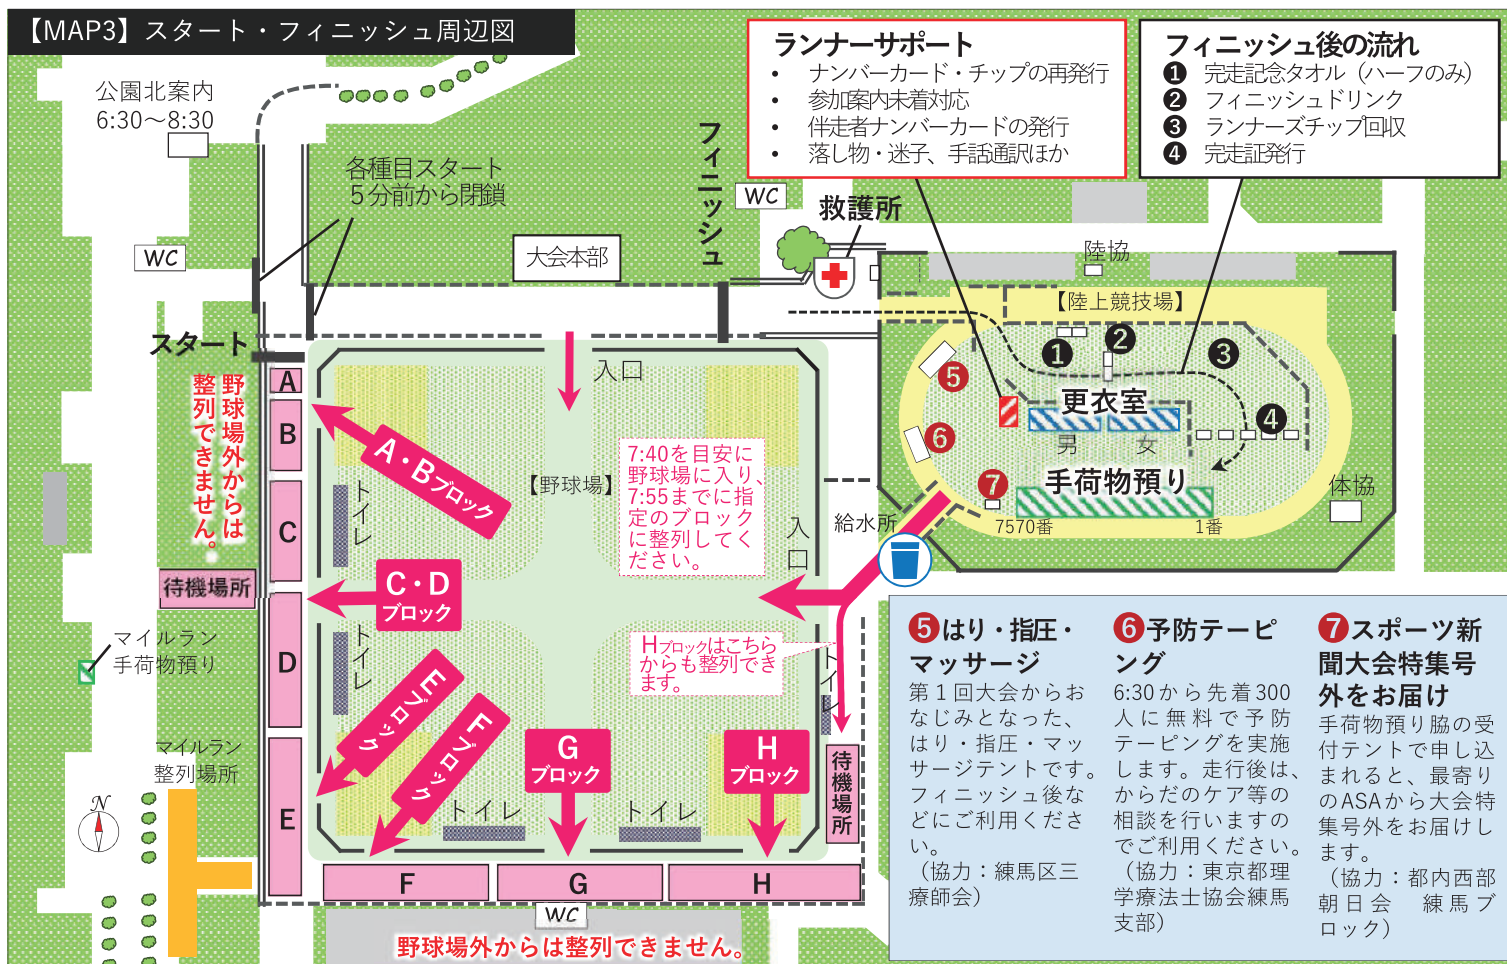 【MAP3】スタート・フィニッシュ周辺図
公園北案内
6:30〜8:30
各種目スタート
5分前から閉鎖
WC
スタート
野球場外からは
整列できません。
待機場所
マイルラン
手荷物預り
マイルラン
整列場所
N
大会本部
フィニッシュ
WC
救護所
ランナーサポート
• ナンバーカード・チップの再発行
• 参加案内未着対応
• 伴走者ナンバーカードの発行
• 落し物・迷子、手話通訳ほか
フィニッシュ後の流れ
❶ 完走記念タオル（ハーフのみ）
❷ フィニッシュドリンク
❸ ランナーズチップ回収
❹ 完走証発行
陸協
【陸上競技場】
❶
❷
❸
❹
❺
❻
❼
更衣室
男
女
手荷物預り
7570番
1番
体協
給水所
A
B
C
D
E
F
G
H
入口
【野球場】
入口
A・Bブロック
C・D
ブロック
Eブロック
Fブロック
G
ブロック
H
ブロック
トイレ
トイレ
トイレ
トイレ
トイレ
7:40を目安に
野球場に入り、
7:55までに指
定のブロック
に整列してく
ださい。
Hブロックはこちら
からも整列でき
ます。
待機場所
WC
野球場外からは整列できません。
❺はり・指圧・
マッサージ
第1回大会からお
なじみとなった、
はり・指圧・マッ
サージテントです。
フィニッシュ後な
どにご利用くださ
い。
（協力：練馬区三
療師会）
❻予防テーピ
ング
6:30から先着300
人に無料で予防
テーピングを実施
します。走行後は、
からだのケア等の
相談を行いますの
でご利用ください。
（協力：東京都理
学療法士協会練馬
支部）
❼スポーツ新
聞大会特集号
外をお届け
手荷物預り脇の受
付テントで申し込
まれると、最寄り
のASAから大会特
集号外をお届けし
ます。
（協力：都内西部
朝日会　練馬ブ
ロック）